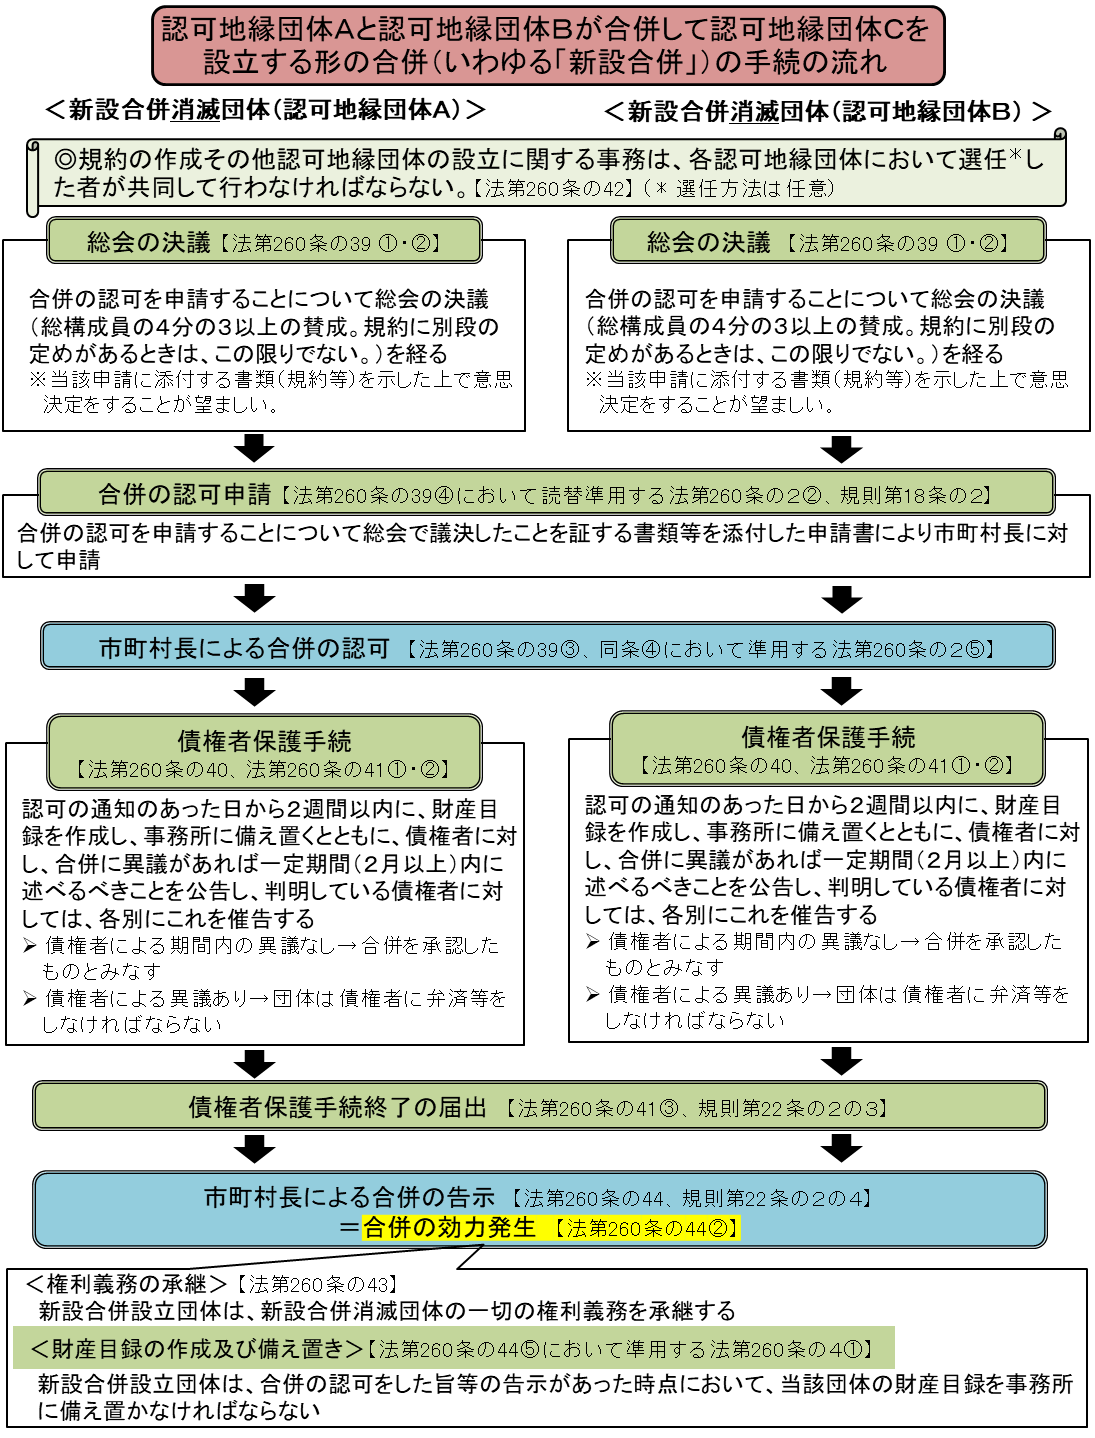 認可地縁団体Aと認可地縁団体Bが合併して認可地縁団体Cを
設立する形の合併（いわゆる「新設合併」）の手続の流れ
＜新設合併消滅団体（認可地縁団体A）＞
＜新設合併消滅団体（認可地縁団体B）＞
◎規約の作成その他認可地縁団体の設立に関する事務は、各認可地縁団体において選任＊し
た者が共同して行わなければならない。【法第260条の42】（＊ 選任方法は任意）
総会の決議【法第260条の39 ①・②】
合併の認可を申請することについて総会の決議
（総構成員の４分の３以上の賛成。規約に別段の
定めがあるときは、この限りでない。）を経る
※当該申請に添付する書類（規約等）を示した上で意思
決定をすることが望ましい。
総会の決議 【法第260条の39 ①・②】
合併の認可を申請することについて総会の決議
（総構成員の４分の３以上の賛成。規約に別段の
定めがあるときは、この限りでない。）を経る
※当該申請に添付する書類（規約等）を示した上で意思
決定をすることが望ましい。
合併の認可申請【法第260条の39④において読替準用する法第260条の２②、規則第18条の２】
合併の認可を申請することについて総会で議決したことを証する書類等を添付した申請書により市町村長に対
して申請
市町村長による合併の認可 【法第260条の39③、同条④において準用する法第260条の２⑤】
債権者保護手続
【法第260条の40、法第260条の41①・②】
認可の通知のあった日から２週間以内に、財産目
録を作成し、事務所に備え置くとともに、債権者に対
し、合併に異議があれば一定期間（２月以上）内に
述べるべきことを公告し、判明している債権者に対
しては、各別にこれを催告する
➢ 債権者による期間内の異議なし→合併を承認した
ものとみなす
➢ 債権者による異議あり→団体は債権者に弁済等を
しなければならない
債権者保護手続
【法第260条の40、法第260条の41①・②】
認可の通知のあった日から２週間以内に、財産目
録を作成し、事務所に備え置くとともに、債権者に対
し、合併に異議があれば一定期間（２月以上）内に
述べるべきことを公告し、判明している債権者に対
しては、各別にこれを催告する
➢ 債権者による期間内の異議なし→合併を承認した
ものとみなす
➢ 債権者による異議あり→団体は債権者に弁済等を
しなければならない
債権者保護手続終了の届出 【法第260条の41③、規則第22条の２の３】
市町村長による合併の告示 【法第260条の44、規則第22条の２の４】
＝合併の効力発生 【法第260条の44②】
＜権利義務の承継＞【法第260条の43】
新設合併設立団体は、新設合併消滅団体の一切の権利義務を承継する
＜財産目録の作成及び備え置き＞【法第260条の44⑤において準用する法第260条の４①】
新設合併設立団体は、合併の認可をした旨等の告示があった時点において、当該団体の財産目録を事務所
に備え置かなければならない